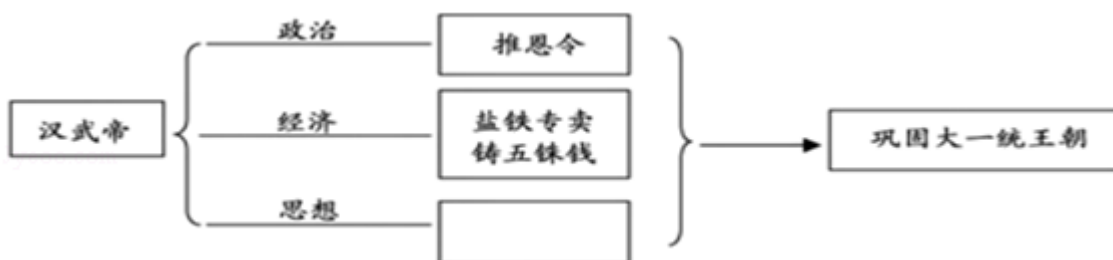 政治
推恩令
汉武帝
经济
盐铁专卖
铸五铢钱
巩固大一统王朝
思想